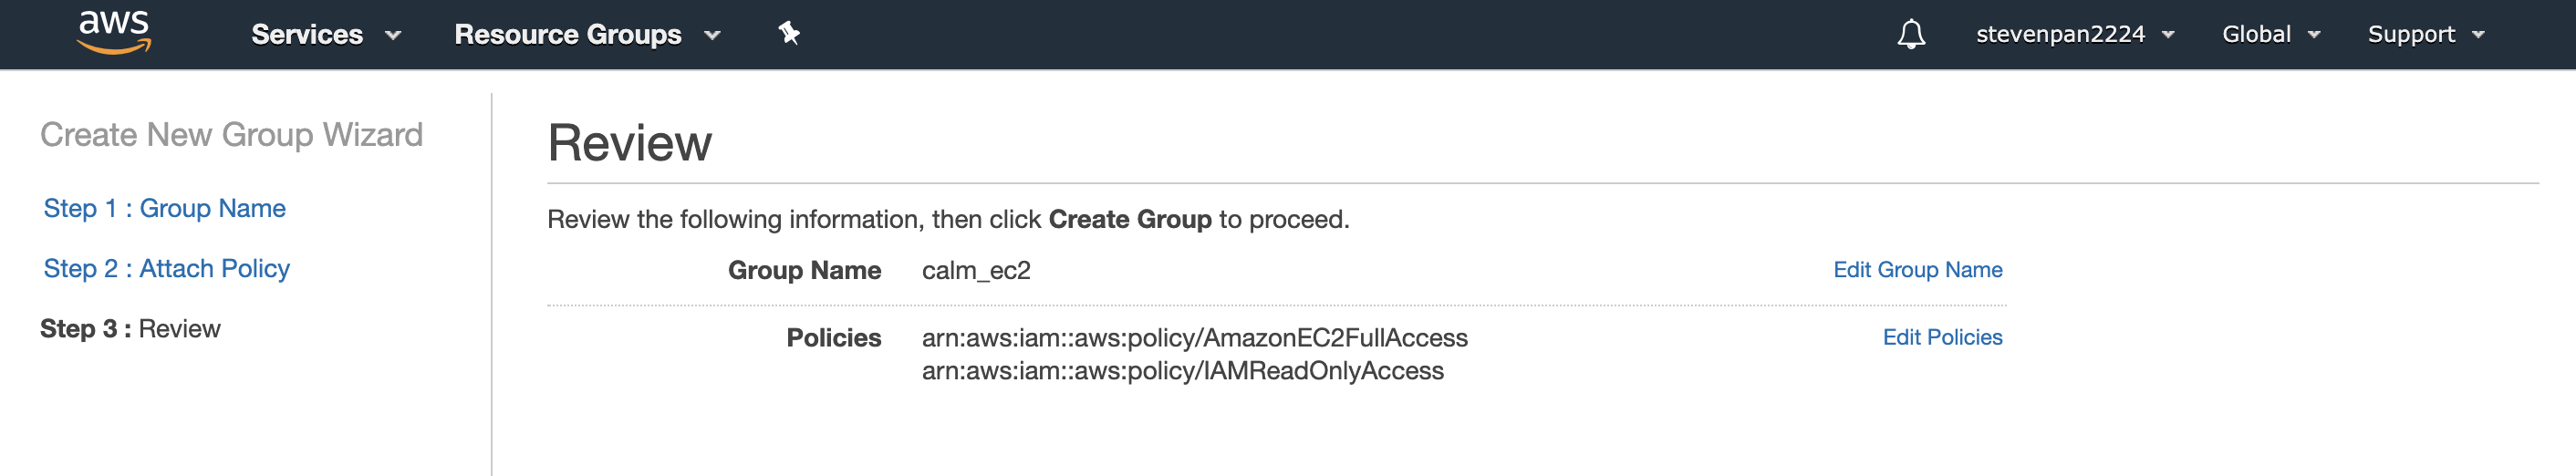 aws Services Resource Groups stevenpan2224 Global Support
Create New Group Wizard
Step 1 : Group Name
Step 2 : Attach Policy
Step 3 : Review
Review
Review the following information, then click Create Group to proceed.
Group Name calm_ec2 Edit Group Name
Policies arn:aws:iam::aws:policy/AmazonEC2FullAccess Edit Policies
arn:aws:iam::aws:policy/IAMReadOnlyAccess